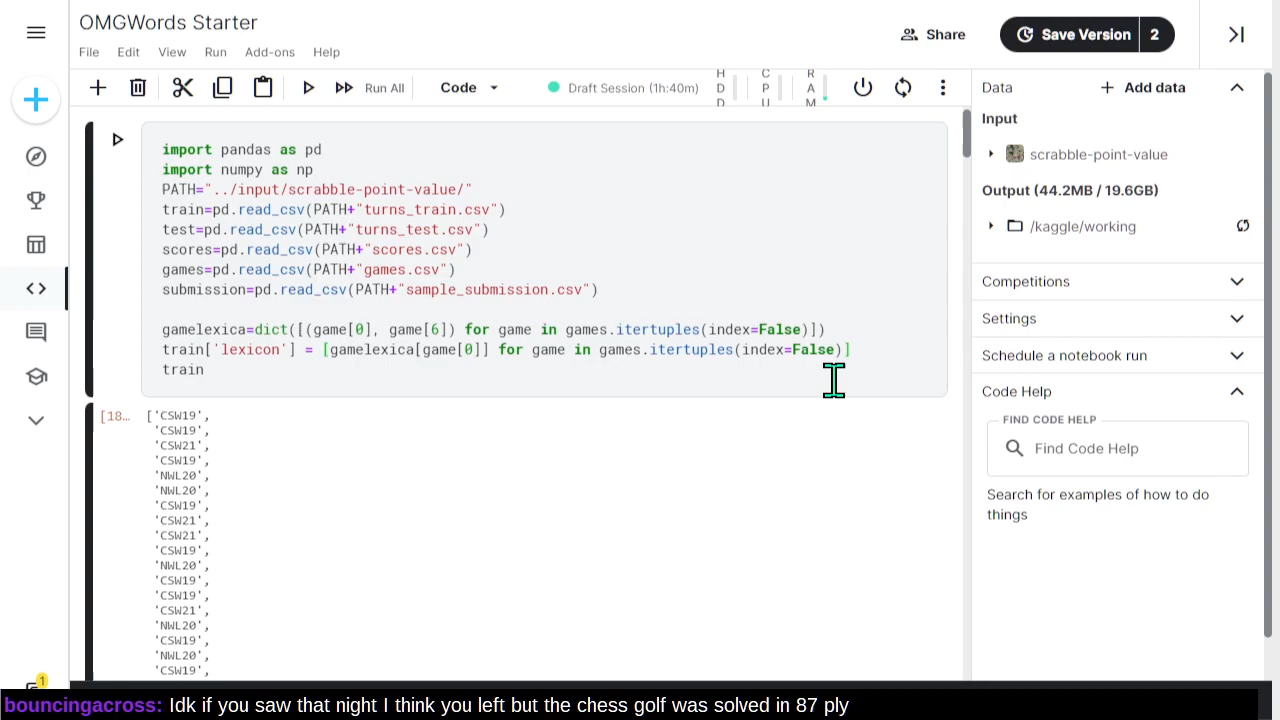 OMGWords Starter
File Edit View Run Add-ons Help
Share
Save Version 2
Run All
Code
Draft Session (1h:40m)
HDD
CPU
RAM
import pandas as pd
import numpy as np
PATH="../input/scrabble-point-value/"
train=pd.read_csv(PATH+"turns_train.csv")
test=pd.read_csv(PATH+"turns_test.csv")
scores=pd.read_csv(PATH+"scores.csv")
games=pd.read_csv(PATH+"games.csv")
submission=pd.read_csv(PATH+"sample_submission.csv")
gamelexica=dict([(game[0], game[6]) for game in games.itertuples(index=False)])
train['lexicon'] = [gamelexica[game[0]] for game in games.itertuples(index=False)]
train
[18… ['CSW19',
'CSW19',
'CSW21',
'CSW19',
'NWL20',
'NWL20',
'CSW19',
'CSW21',
'CSW21',
'CSW19',
'NWL20',
'CSW19',
'CSW19',
'CSW21',
'NWL20',
'CSW19',
'NWL20',
'CSW19',
Data
Add data
Input
scrabble-point-value
Output (44.2MB / 19.6GB)
/kaggle/working
Competitions
Settings
Schedule a notebook run
Code Help
FIND CODE HELP
Find Code Help
Search for examples of how to do
things
1
bouncingacross: Idk if you saw that night I think you left but the chess golf was solved in 87 ply